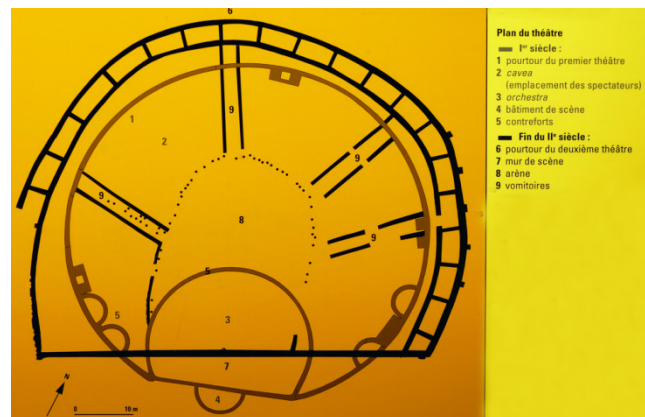 Plan du théâtre
Ier siècle :
1 pourtour du premier théâtre
2 cavea
(emplacement des spectateurs)
3 orchestra
4 bâtiment de scène
5 contreforts
Fin du IIe siècle :
6 pourtour du deuxième théâtre
7 mur de scène
8 arène
9 vomitoires
6
1
9
2
9
9
8
9
5
5
3
7
4
N
0 10 m